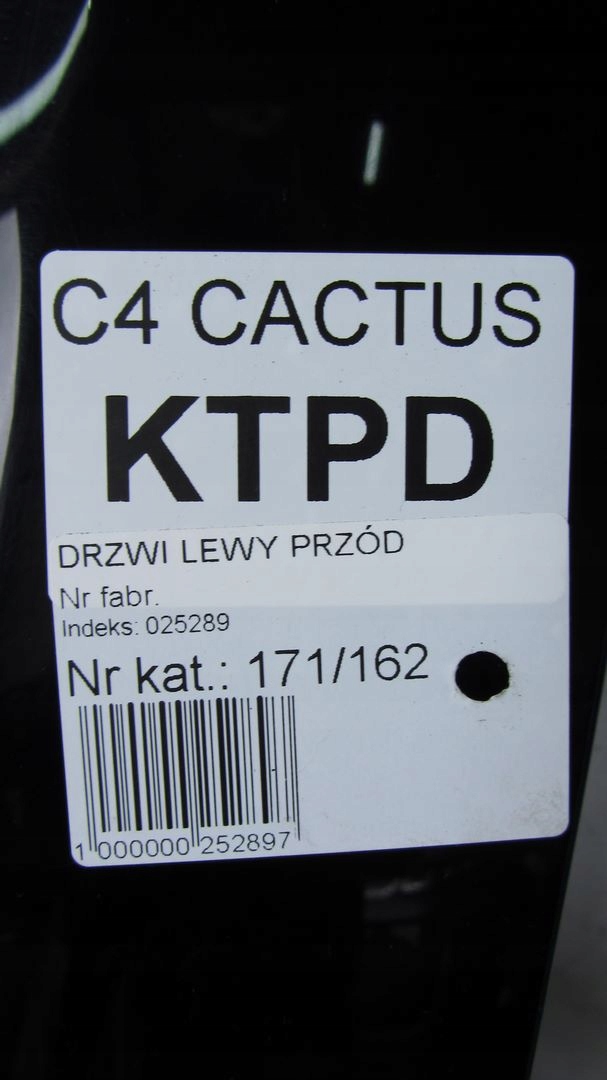 C4 CACTUS
KTPD
DRZWI LEWY PRZÓD
Nr fabr.
Indeks: 025289
Nr kat.: 171/162
1 000000 252897